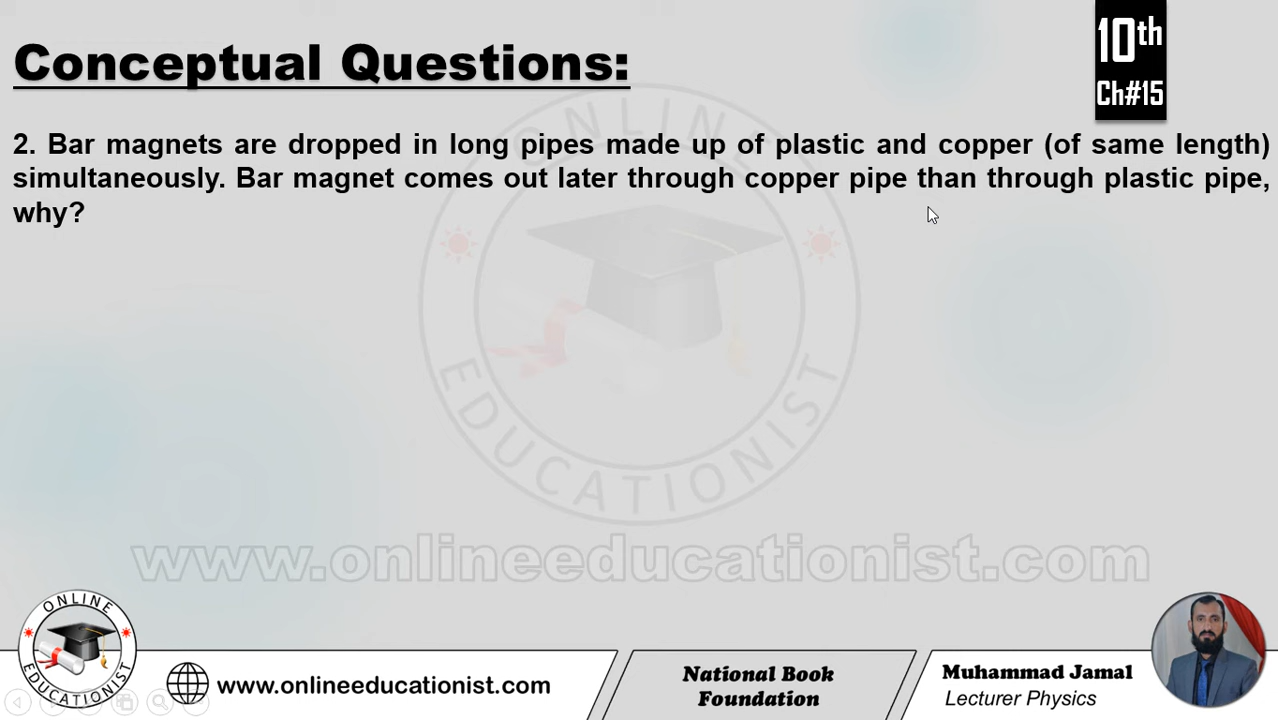 Conceptual Questions:
10th
Ch#15
2. Bar magnets are dropped in long pipes made up of plastic and copper (of same length)
simultaneously. Bar magnet comes out later through copper pipe than through plastic pipe,
why?
ONLINE
EDUCATIONIST
www.onlineeducationist.com
ONLINE
EDUCATIONIST
www.onlineeducationist.com
National Book
Foundation
Muhammad Jamal
Lecturer Physics